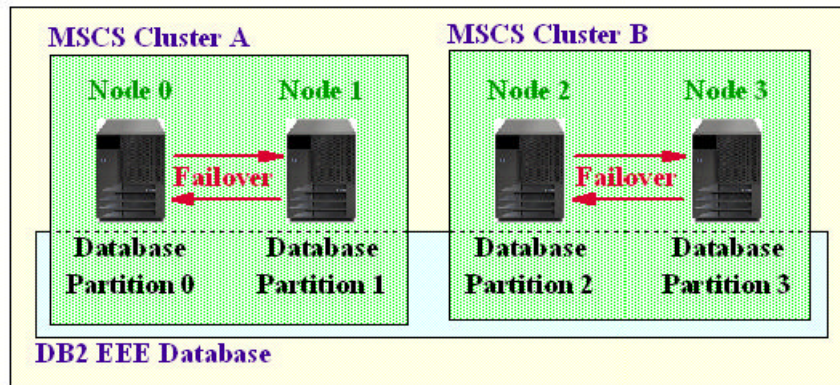 MSCS Cluster A
MSCS Cluster B
Node 0
Node 1
Node 2
Node 3
Failover
Failover
Database
Partition 0
Database
Partition 1
Database
Partition 2
Database
Partition 3
DB2 EEE Database